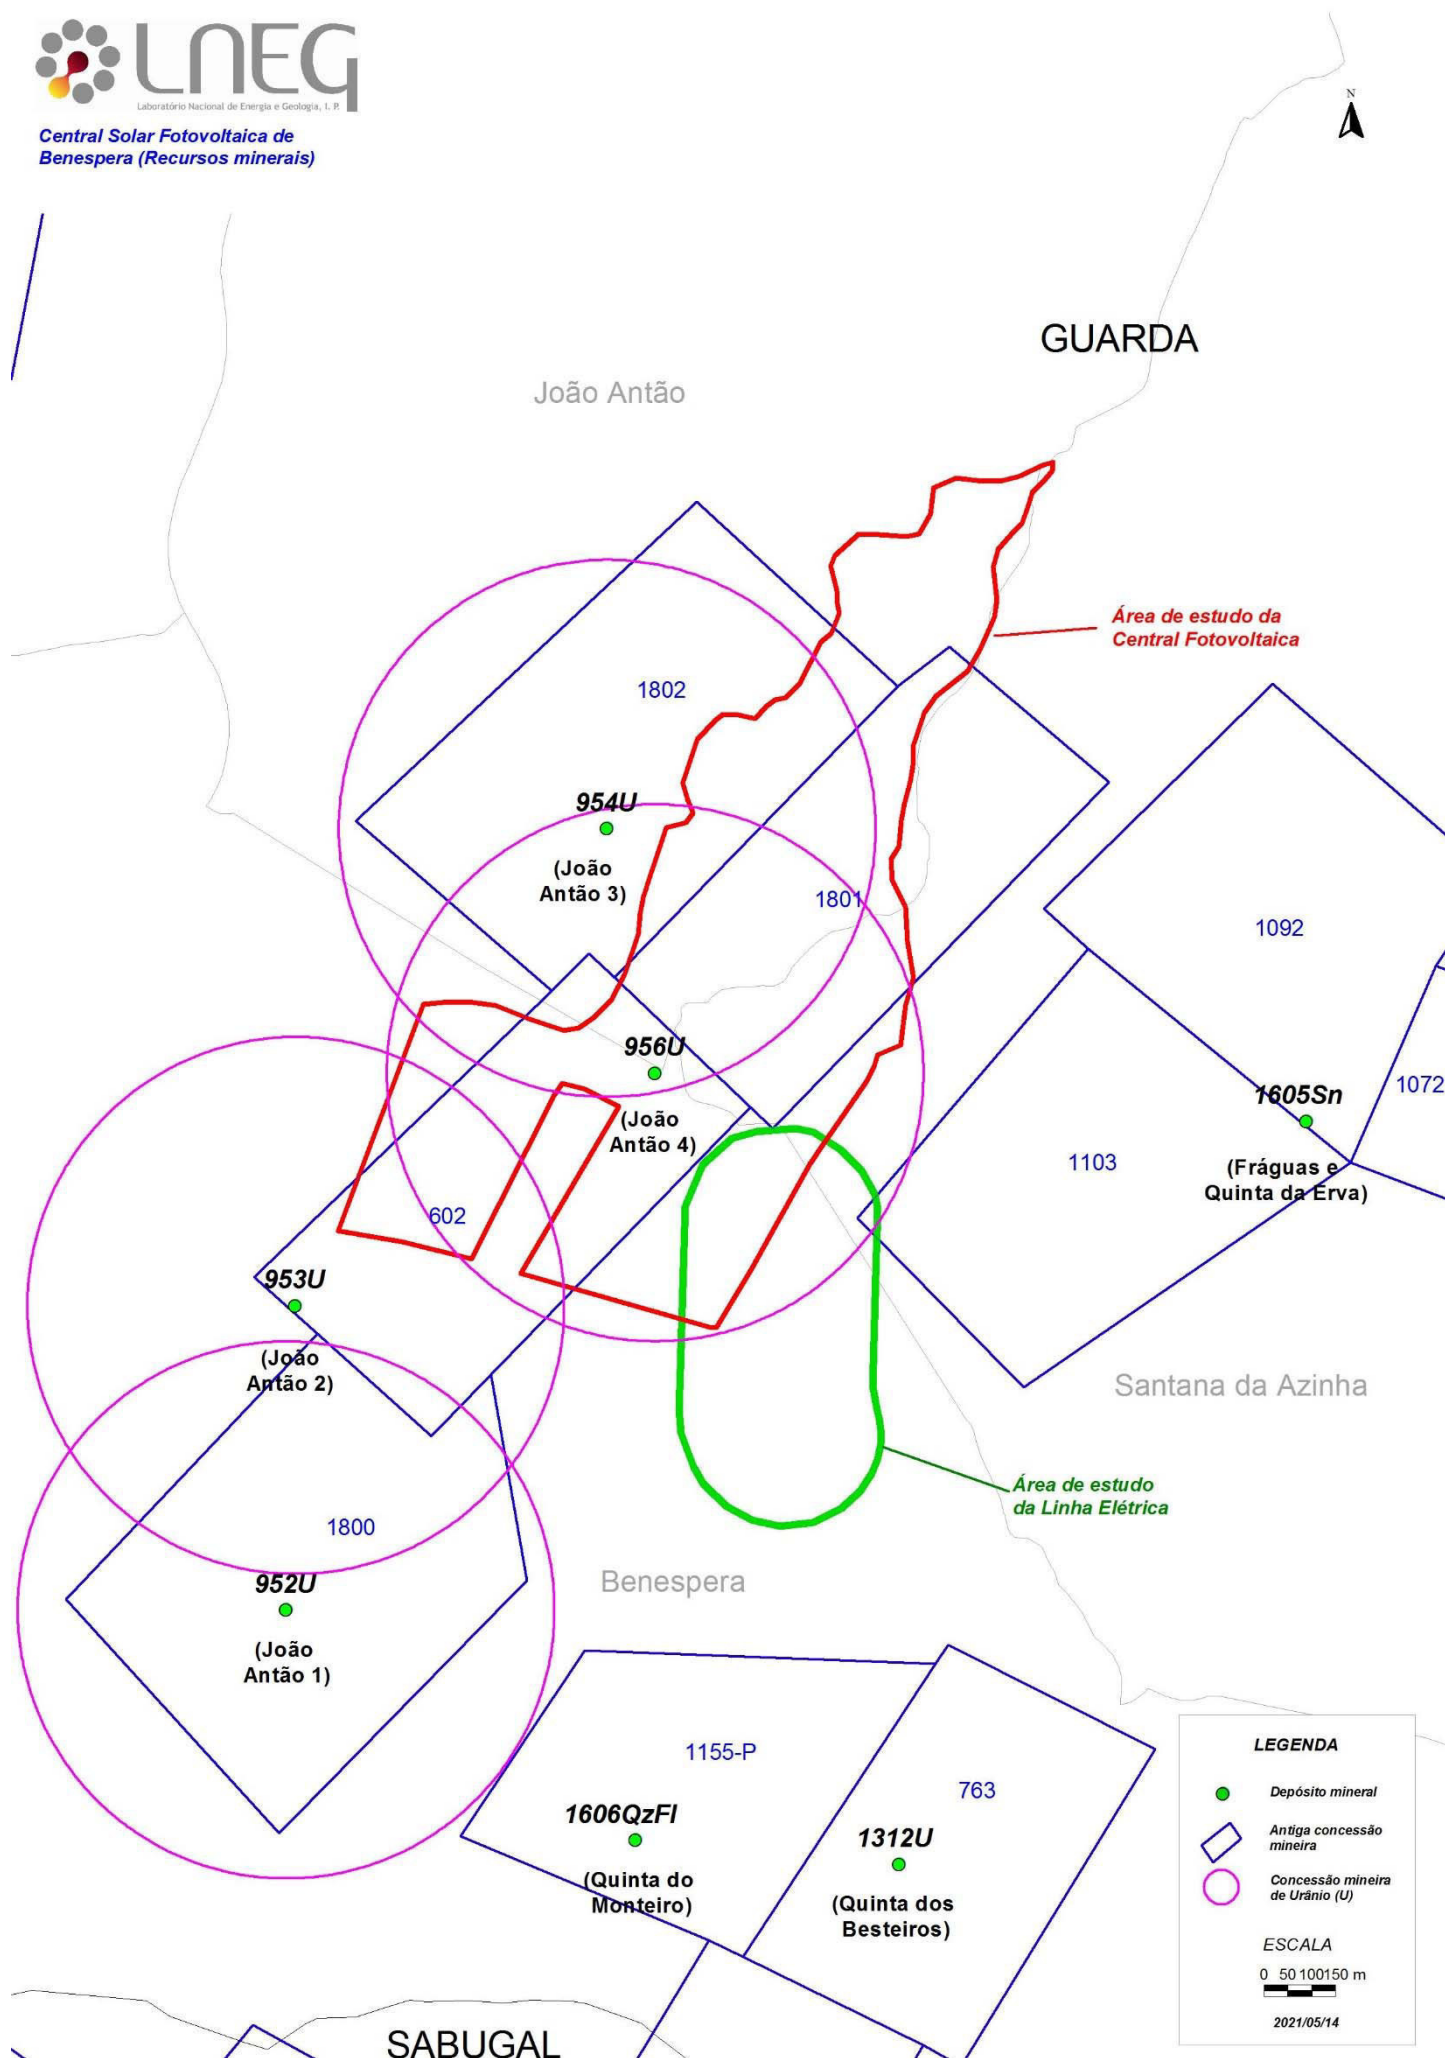 LNEG
Laboratório Nacional de Energia e Geologia, I. P.
Central Solar Fotovoltaica de
Benespera (Recursos minerais)
N
GUARDA
João Antão
Área de estudo da
Central Fotovoltaica
1802
954U
(João
Antão 3)
1801
1092
956U
(João
Antão 4)
1072
1605Sn
(Fráguas e
Quinta da Erva)
1103
602
953U
(João
Antão 2)
Santana da Azinha
Área de estudo
da Linha Elétrica
1800
952U
(João
Antão 1)
Benespera
1155-P
763
1606QzFl
(Quinta do
Monteiro)
1312U
(Quinta dos
Besteiros)
SABUGAL
LEGENDA
Depósito mineral
Antiga concessão
mineira
Concessão mineira
de Urânio (U)
ESCALA
0 50 100150 m
2021/05/14